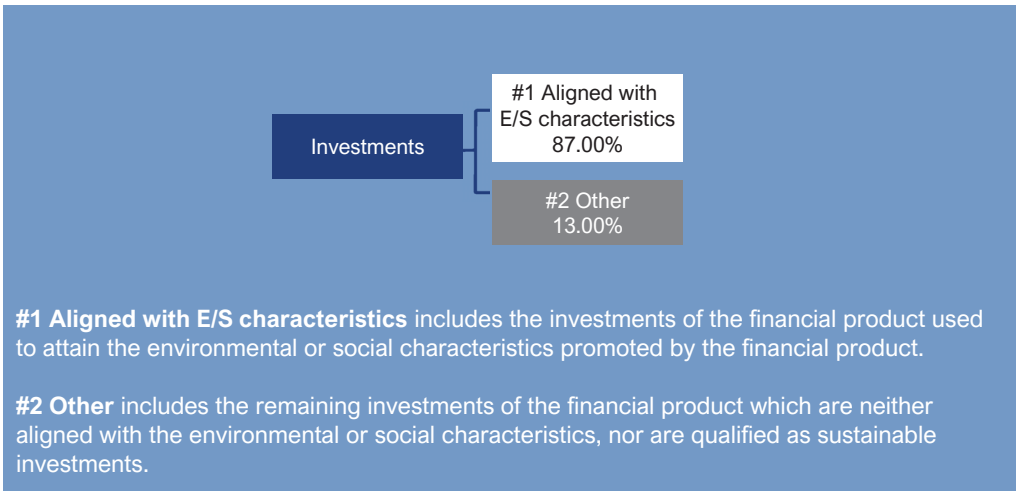 Investments
#1 Aligned with
E/S characteristics
87.00%
#2 Other
13.00%
#1 Aligned with E/S characteristics includes the investments of the financial product used
to attain the environmental or social characteristics promoted by the financial product.
#2 Other includes the remaining investments of the financial product which are neither
aligned with the environmental or social characteristics, nor are qualified as sustainable
investments.